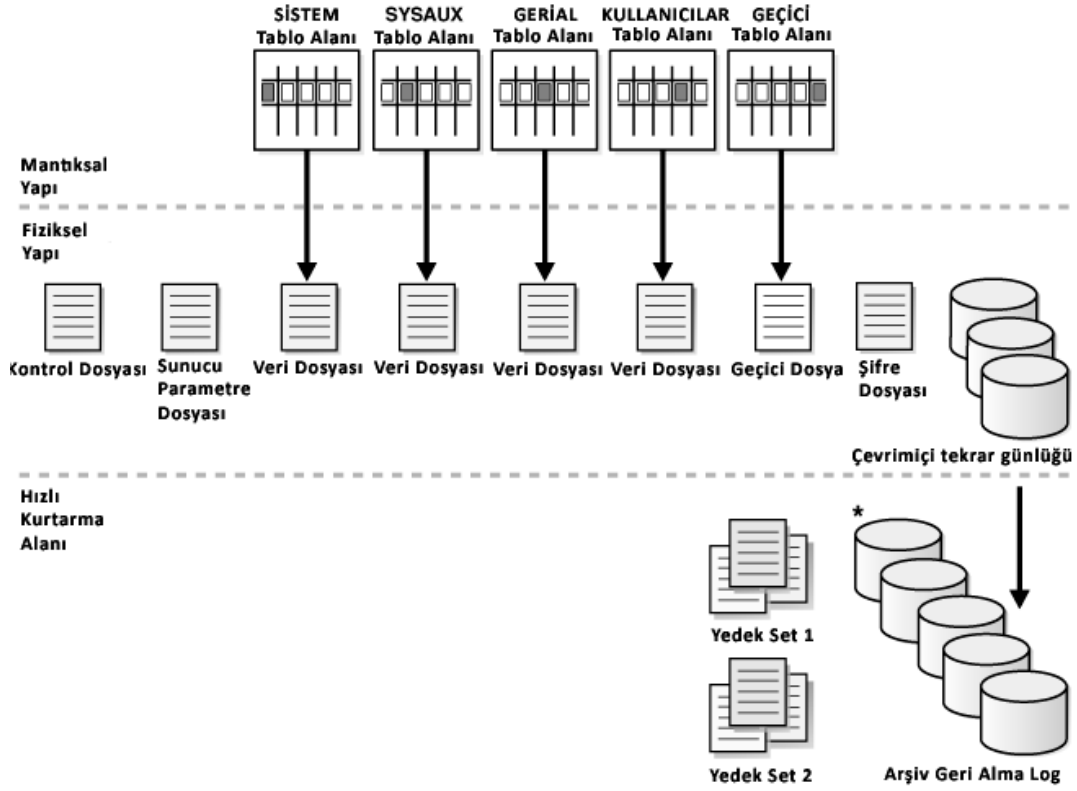 SİSTEM
Tablo Alanı
SYSAUX
Tablo Alanı
GERİAL
Tablo Alanı
KULLANICILAR
Tablo Alanı
GEÇİCİ
Tablo Alanı
Mantıksal
Yapı
Fiziksel
Yapı
Kontrol Dosyası
Sunucu
Parametre
Dosyası
Veri Dosyası
Veri Dosyası
Veri Dosyası
Veri Dosyası
Geçici Dosya
Şifre
Dosyası
Çevrimiçi tekrar günlüğü
Hızlı
Kurtarma
Alanı
*
Yedek Set 1
Yedek Set 2
Arşiv Geri Alma Log